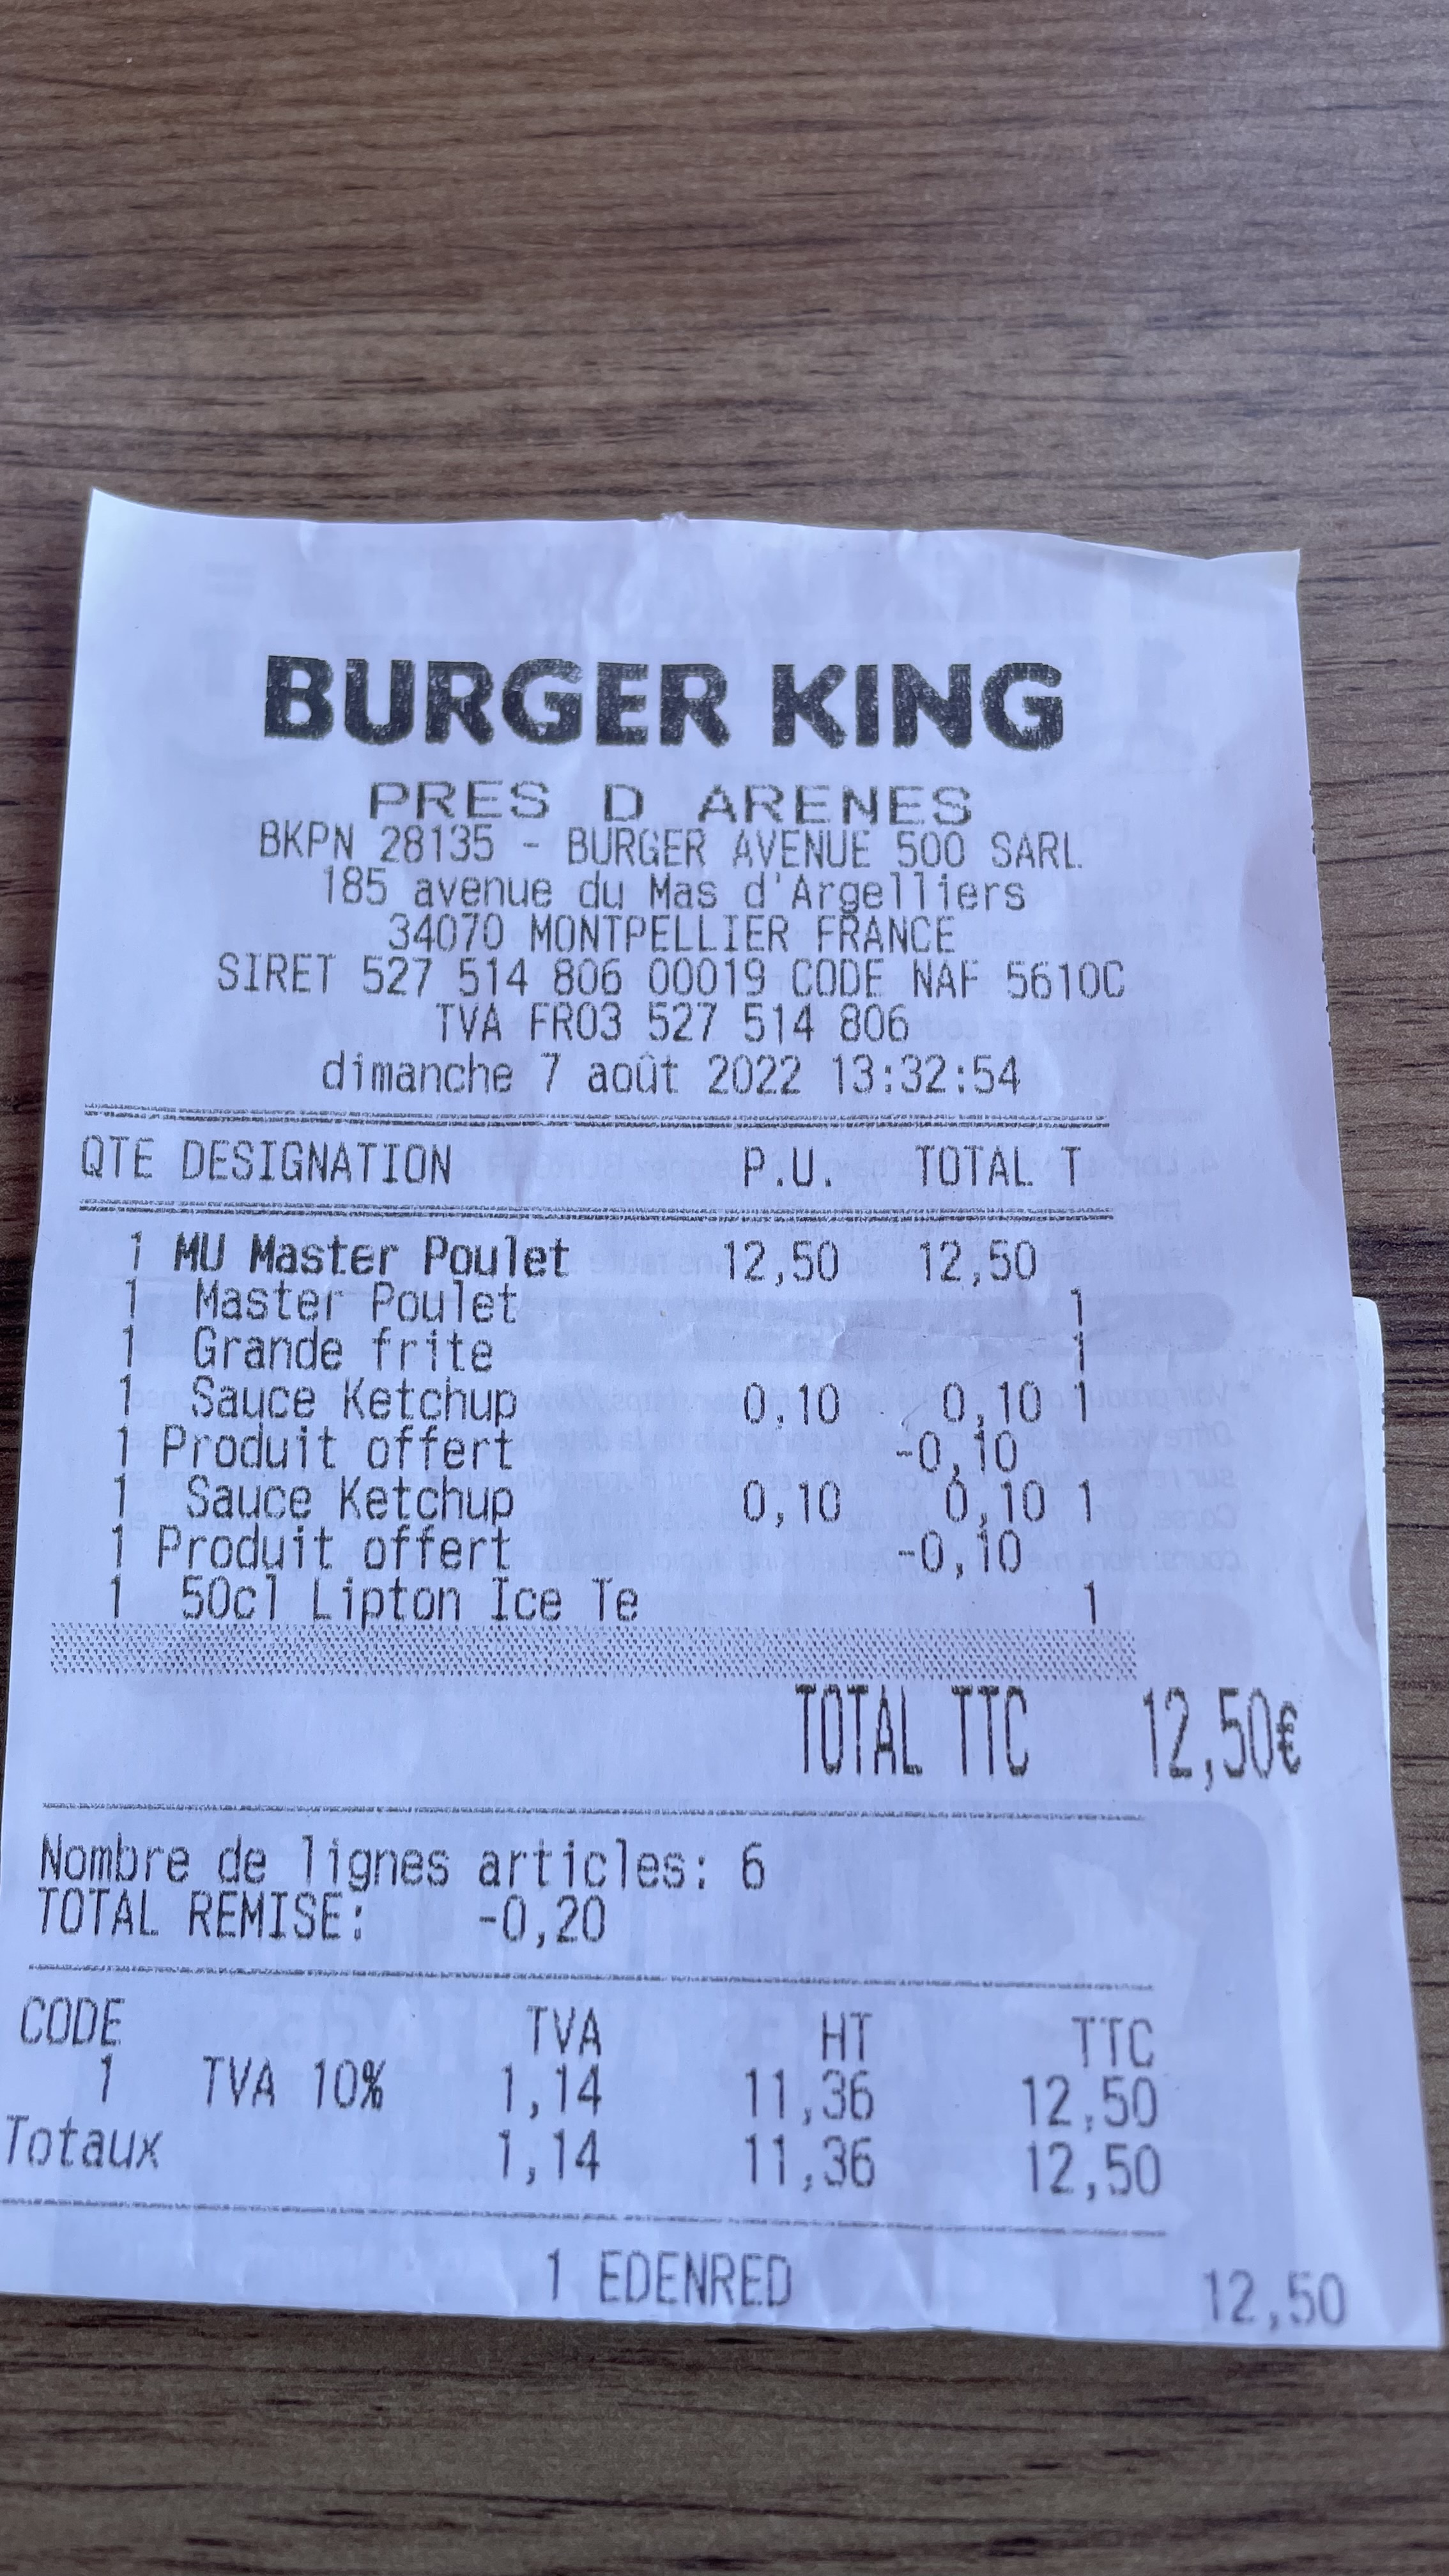 BURGER KING
PRES D ARENES
BKPN 28135 - BURGER AVENUE 500 SARL
185 avenue du Mas d'Argelliers
34070 MONTPELLIER FRANCE
SIRET 527 514 806 00019 CODE NAF 5610C
TVA FR03 527 514 806
dimanche 7 août 2022 13:32:54
QTE DESIGNATION P.U. TOTAL T
1 MU Master Poulet 12,50 12,50
1 Master Poulet 1
1 Grande frite 1
1 Sauce Ketchup 0,10 0,10 1
1 Produit offert -0,10
1 Sauce Ketchup 0,10 0,10 1
1 Produit offert -0,10
1 50cl Lipton Ice Te 1
TOTAL TTC 12,50€
Nombre de lignes articles: 6
TOTAL REMISE: -0,20
CODE TVA HT TTC
1 TVA 10% 1,14 11,36 12,50
Totaux 1,14 11,36 12,50
1 EDENRED 12,50